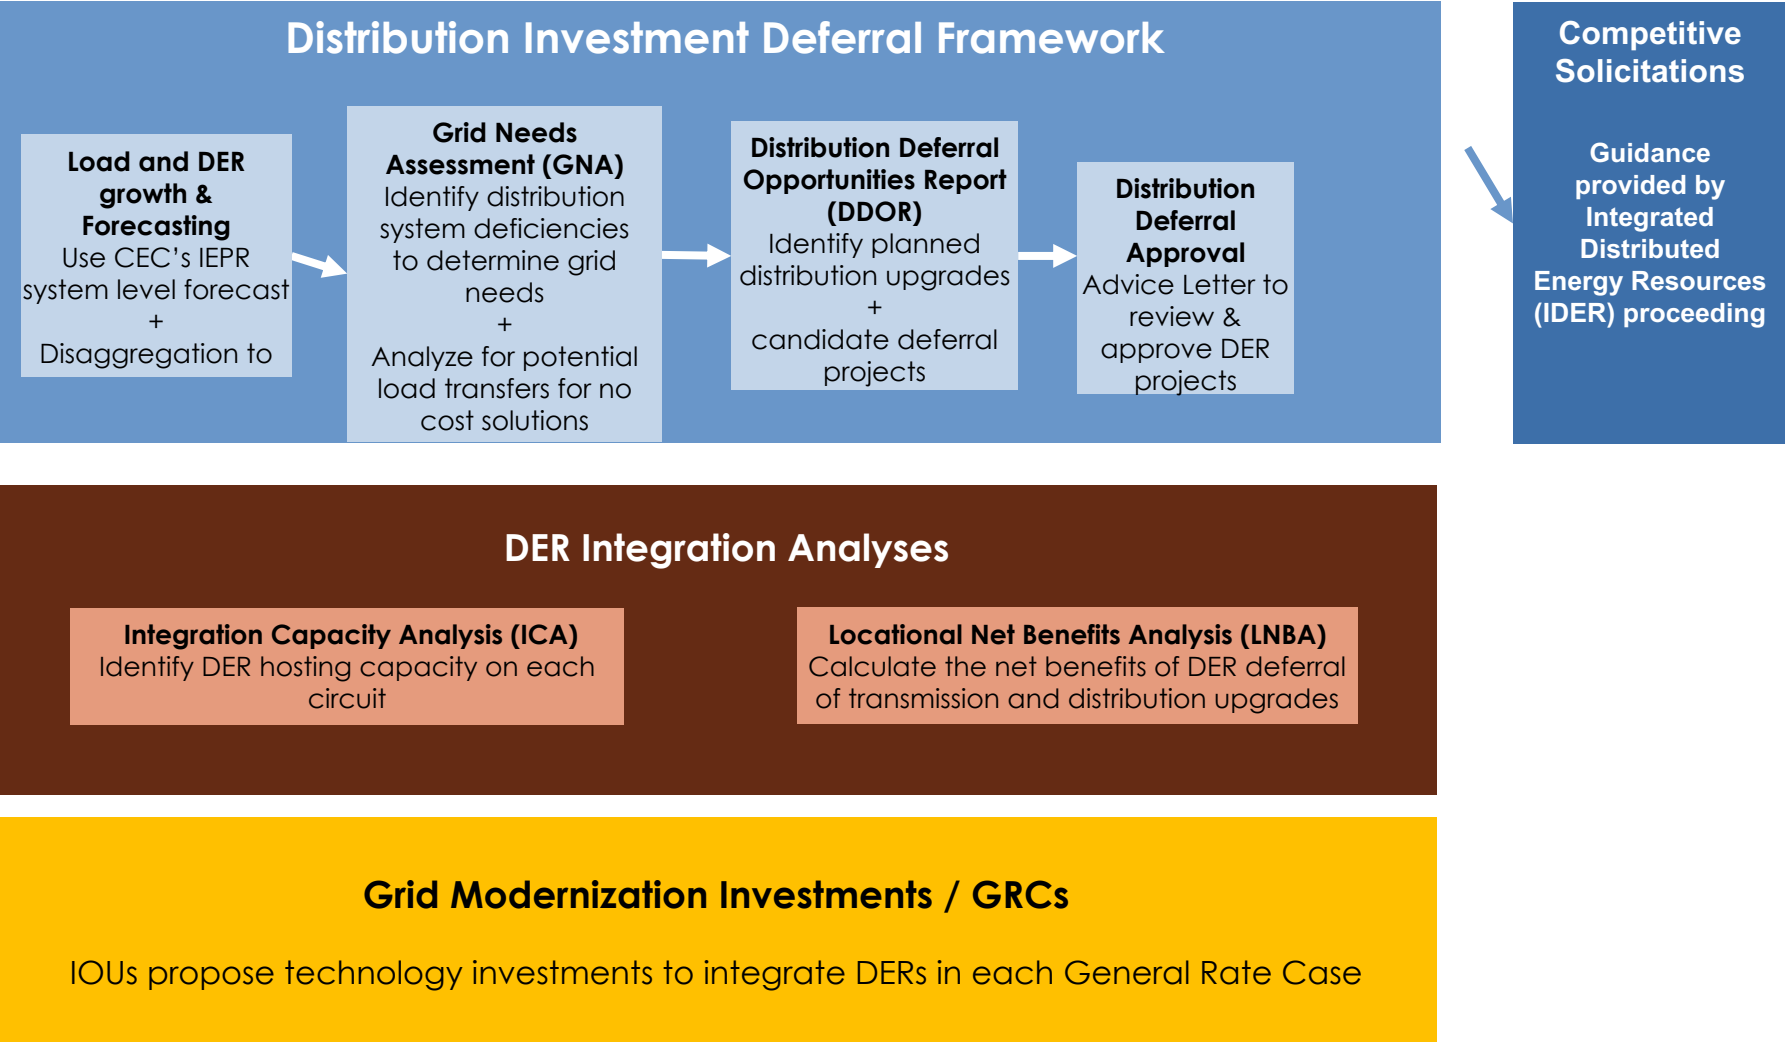 Distribution Investment Deferral Framework
Load and DER
growth &
Forecasting
Use CEC’s IEPR
system level forecast
+
Disaggregation to
Grid Needs
Assessment (GNA)
Identify distribution
system deficiencies
to determine grid
needs
+
Analyze for potential
load transfers for no
cost solutions
Distribution Deferral
Opportunities Report
(DDOR)
Identify planned
distribution upgrades
+
candidate deferral
projects
Distribution
Deferral
Approval
Advice Letter to
review &
approve DER
projects
Competitive
Solicitations
Guidance
provided by
Integrated
Distributed
Energy Resources
(IDER) proceeding
DER Integration Analyses
Integration Capacity Analysis (ICA)
Identify DER hosting capacity on each
circuit
Locational Net Benefits Analysis (LNBA)
Calculate the net benefits of DER deferral
of transmission and distribution upgrades
Grid Modernization Investments / GRCs
IOUs propose technology investments to integrate DERs in each General Rate Case